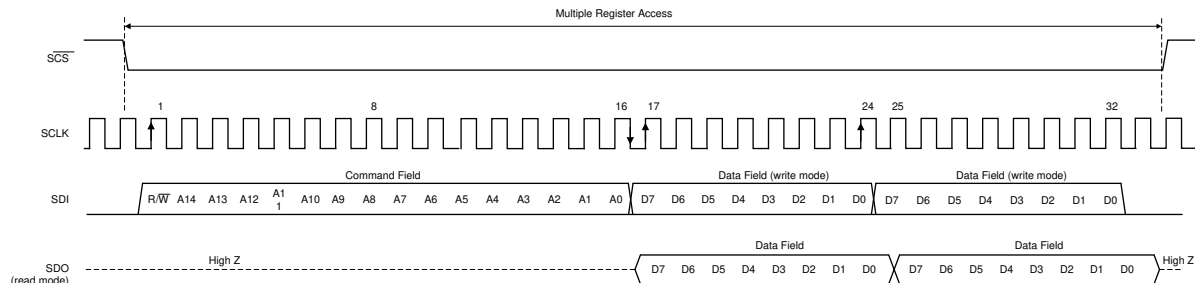 Multiple Register Access
SCS
1 8 16 17 24 25 32
SCLK
Command Field Data Field (write mode) Data Field (write mode)
SDI R/W A14 A13 A12 A1 1 A10 A9 A8 A7 A6 A5 A4 A3 A2 A1 A0 D7 D6 D5 D4 D3 D2 D1 D0 D7 D6 D5 D4 D3 D2 D1 D0
Data Field Data Field
High Z High Z
SDO D7 D6 D5 D4 D3 D2 D1 D0 D7 D6 D5 D4 D3 D2 D1 D0
(read mode)